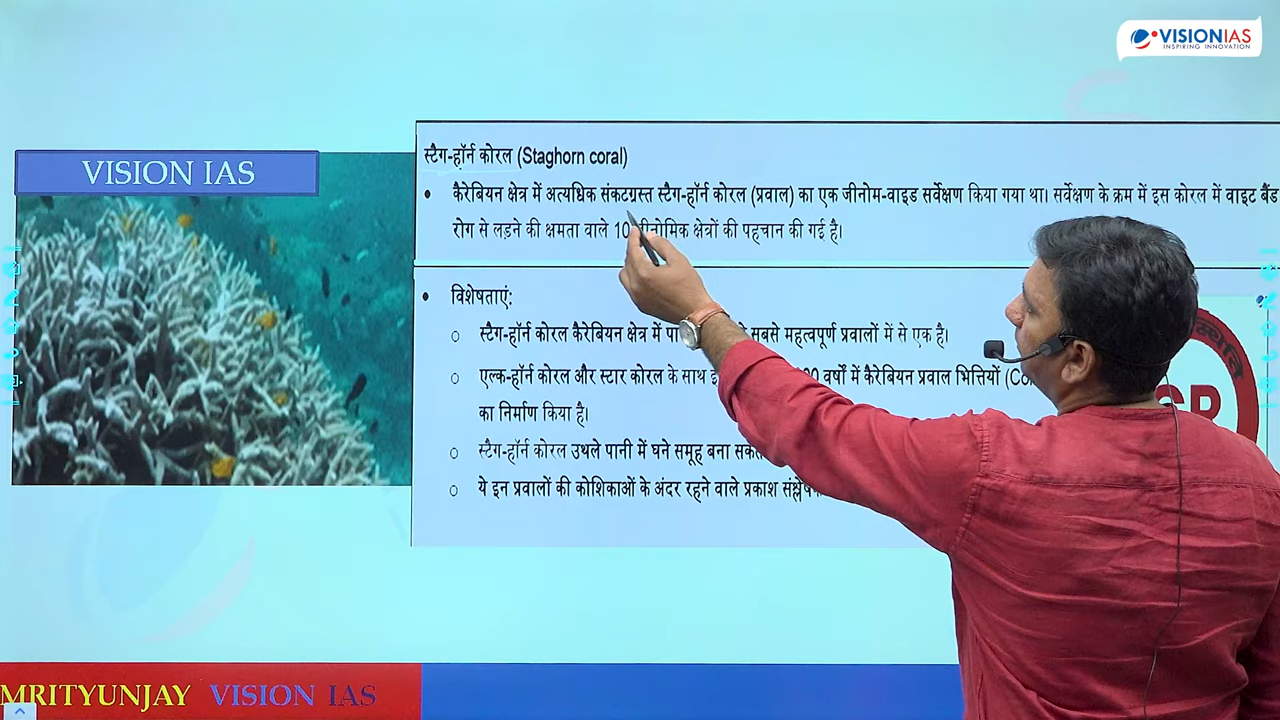 VISIONIAS
INSPIRING INNOVATION
VISION IAS
स्टैग-हॉर्न कोरल (Staghorn coral)
• कैरेबियन क्षेत्र में अत्यधिक संकटग्रस्त स्टैग-हॉर्न कोरल (प्रवाल) का एक जीनोम-वाइड सर्वेक्षण किया गया था। सर्वेक्षण के क्रम में इस कोरल में वाइट बैंड
रोग से लड़ने की क्षमता वाले 10 क्षेत्रों की पहचान की गई है।
• विशेषताएं:
○ स्टैग-हॉर्न कोरल कैरेबियन क्षेत्र में सबसे महत्वपूर्ण प्रवालों में से एक है।
○ एल्क-हॉर्न कोरल और स्टार कोरल के साथ वर्षों में कैरेबियन प्रवाल भित्तियों
का निर्माण किया है।
○ स्टैग-हॉर्न कोरल उथले पानी में घने समूह बना
○ ये इन प्रवालों की कोशिकाओं के अंदर रहने वाले प्रकाश
MRITYUNJAY VISION IAS